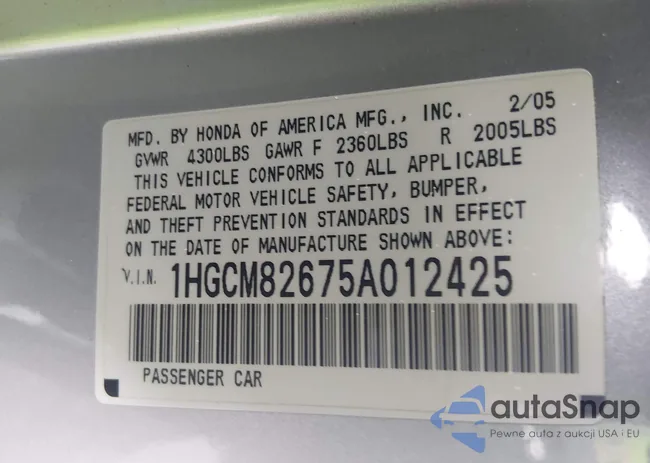 MFD. BY HONDA OF AMERICA MFG., INC. 2/05
GVWR 4300LBS GAWR F 2360LBS R 2005LBS
THIS VEHICLE CONFORMS TO ALL APPLICABLE
FEDERAL MOTOR VEHICLE SAFETY, BUMPER,
AND THEFT PREVENTION STANDARDS IN EFFECT
ON THE DATE OF MANUFACTURE SHOWN ABOVE:
V.I.N. 1HGCM82675A012425
PASSENGER CAR
autaSnap
Pewne auta z aukcji USA i EU